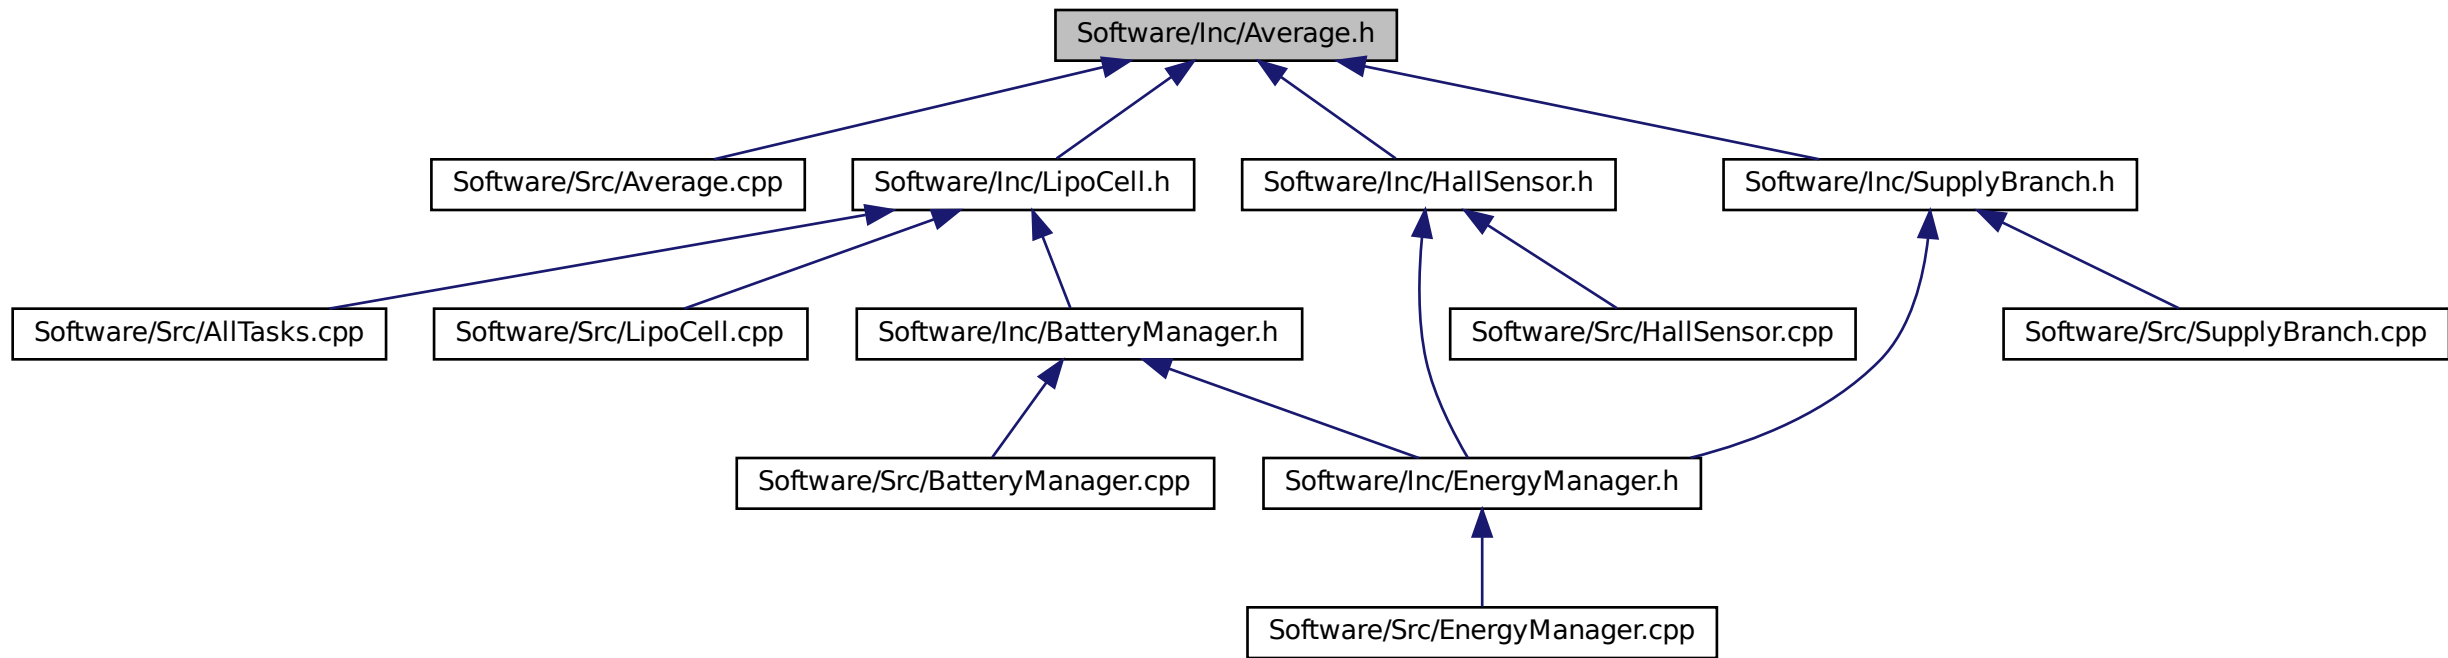 Software/Inc/Average.h
Software/Src/Average.cpp
Software/Inc/LipoCell.h
Software/Inc/HallSensor.h
Software/Inc/SupplyBranch.h
Software/Src/AllTasks.cpp
Software/Src/LipoCell.cpp
Software/Inc/BatteryManager.h
Software/Src/HallSensor.cpp
Software/Src/SupplyBranch.cpp
Software/Src/BatteryManager.cpp
Software/Inc/EnergyManager.h
Software/Src/EnergyManager.cpp